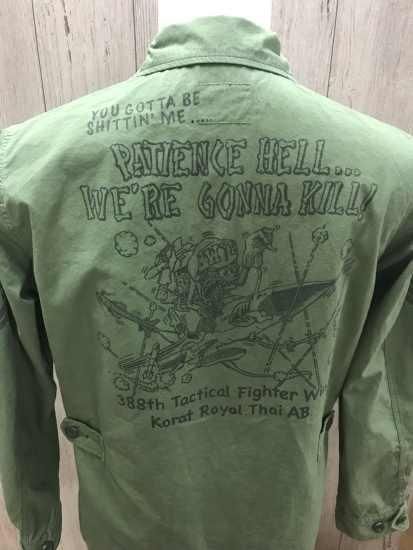 YOU GOTTA BE
SHITTIN' ME....
PATIENCE HELL...
WE'RE GONNA KILL
388th Tactical Fighter W
Korat Royal Thai AB